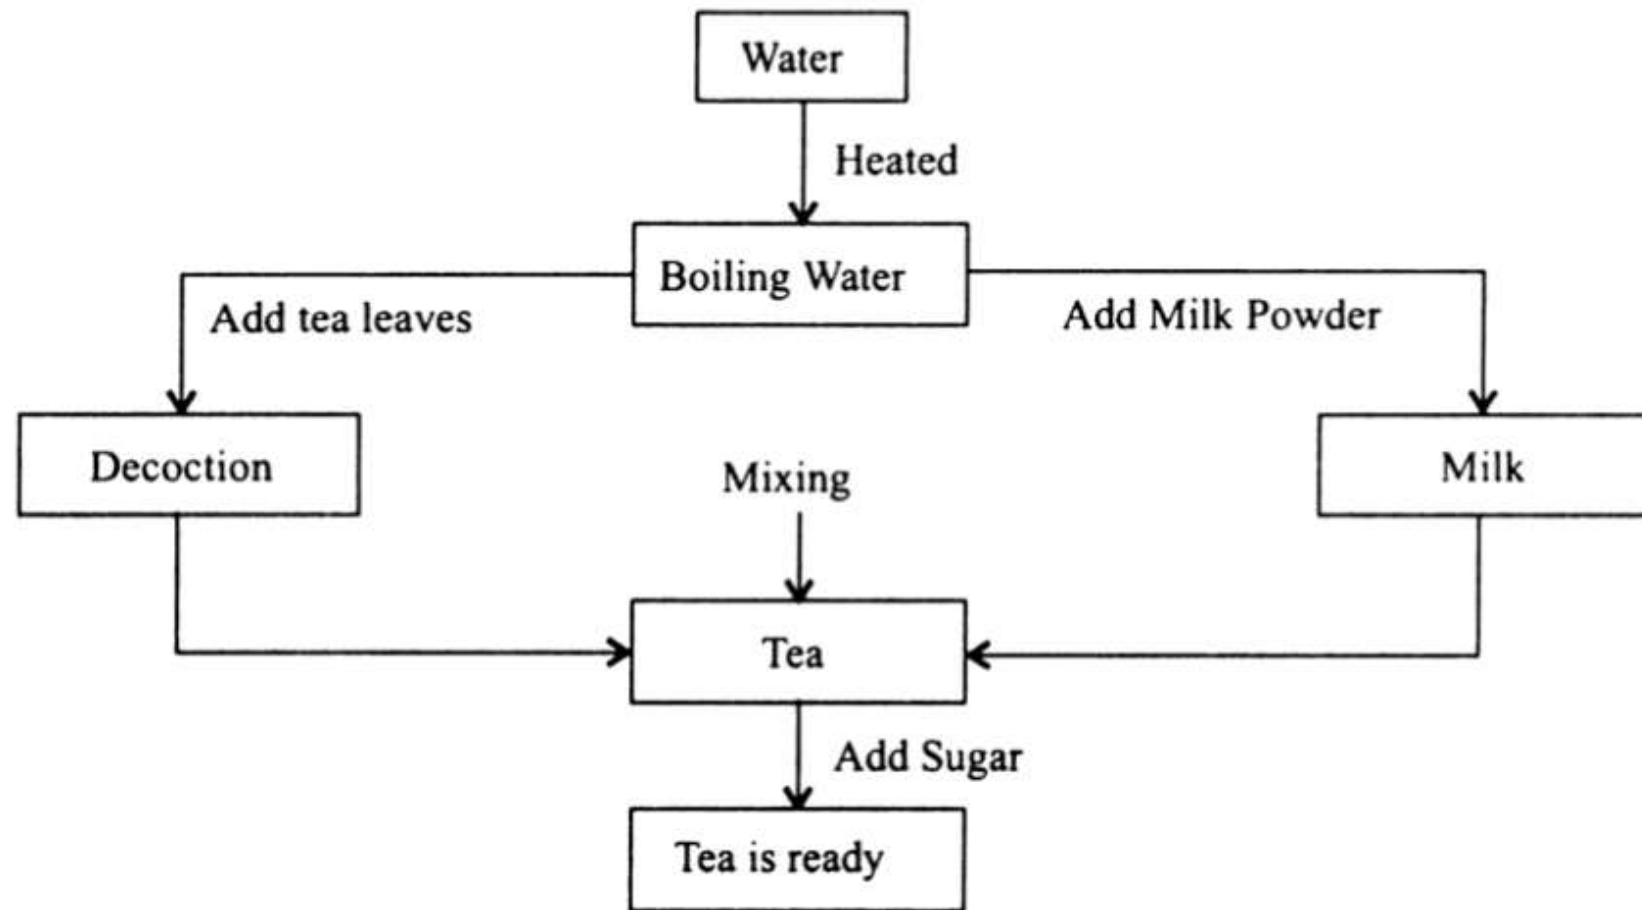 Water
Heated
Boiling Water
Add tea leaves
Add Milk Powder
Decoction
Mixing
Milk
Tea
Add Sugar
Tea is ready